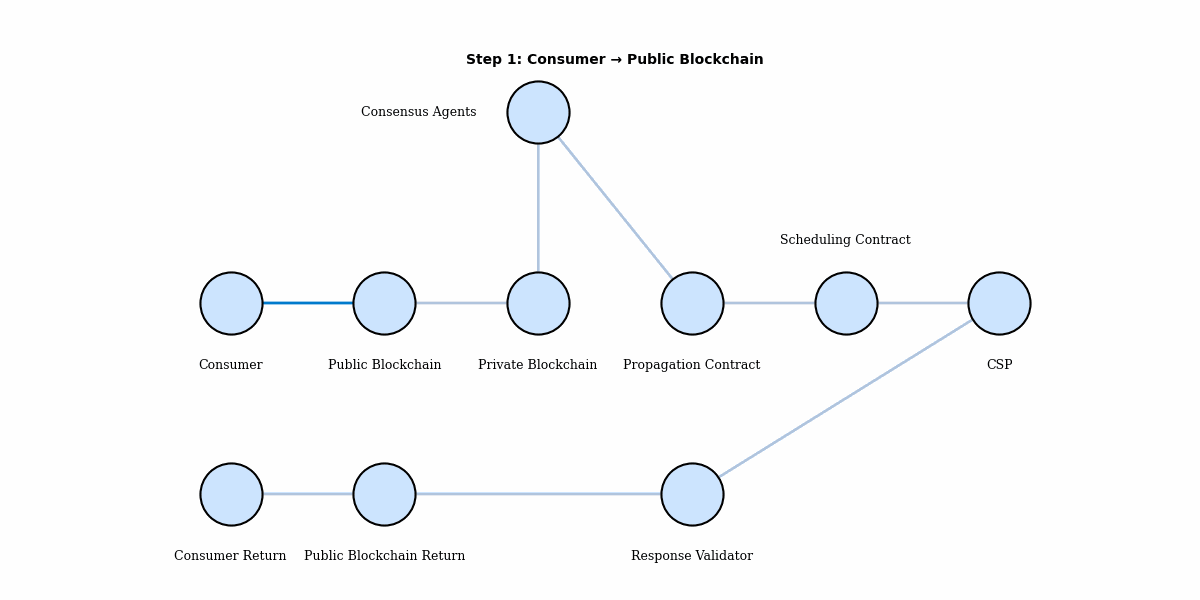 Step 1: Consumer → Public Blockchain
Consensus Agents
Scheduling Contract
Consumer
Public Blockchain
Private Blockchain
Propagation Contract
CSP
Consumer Return
Public Blockchain Return
Response Validator